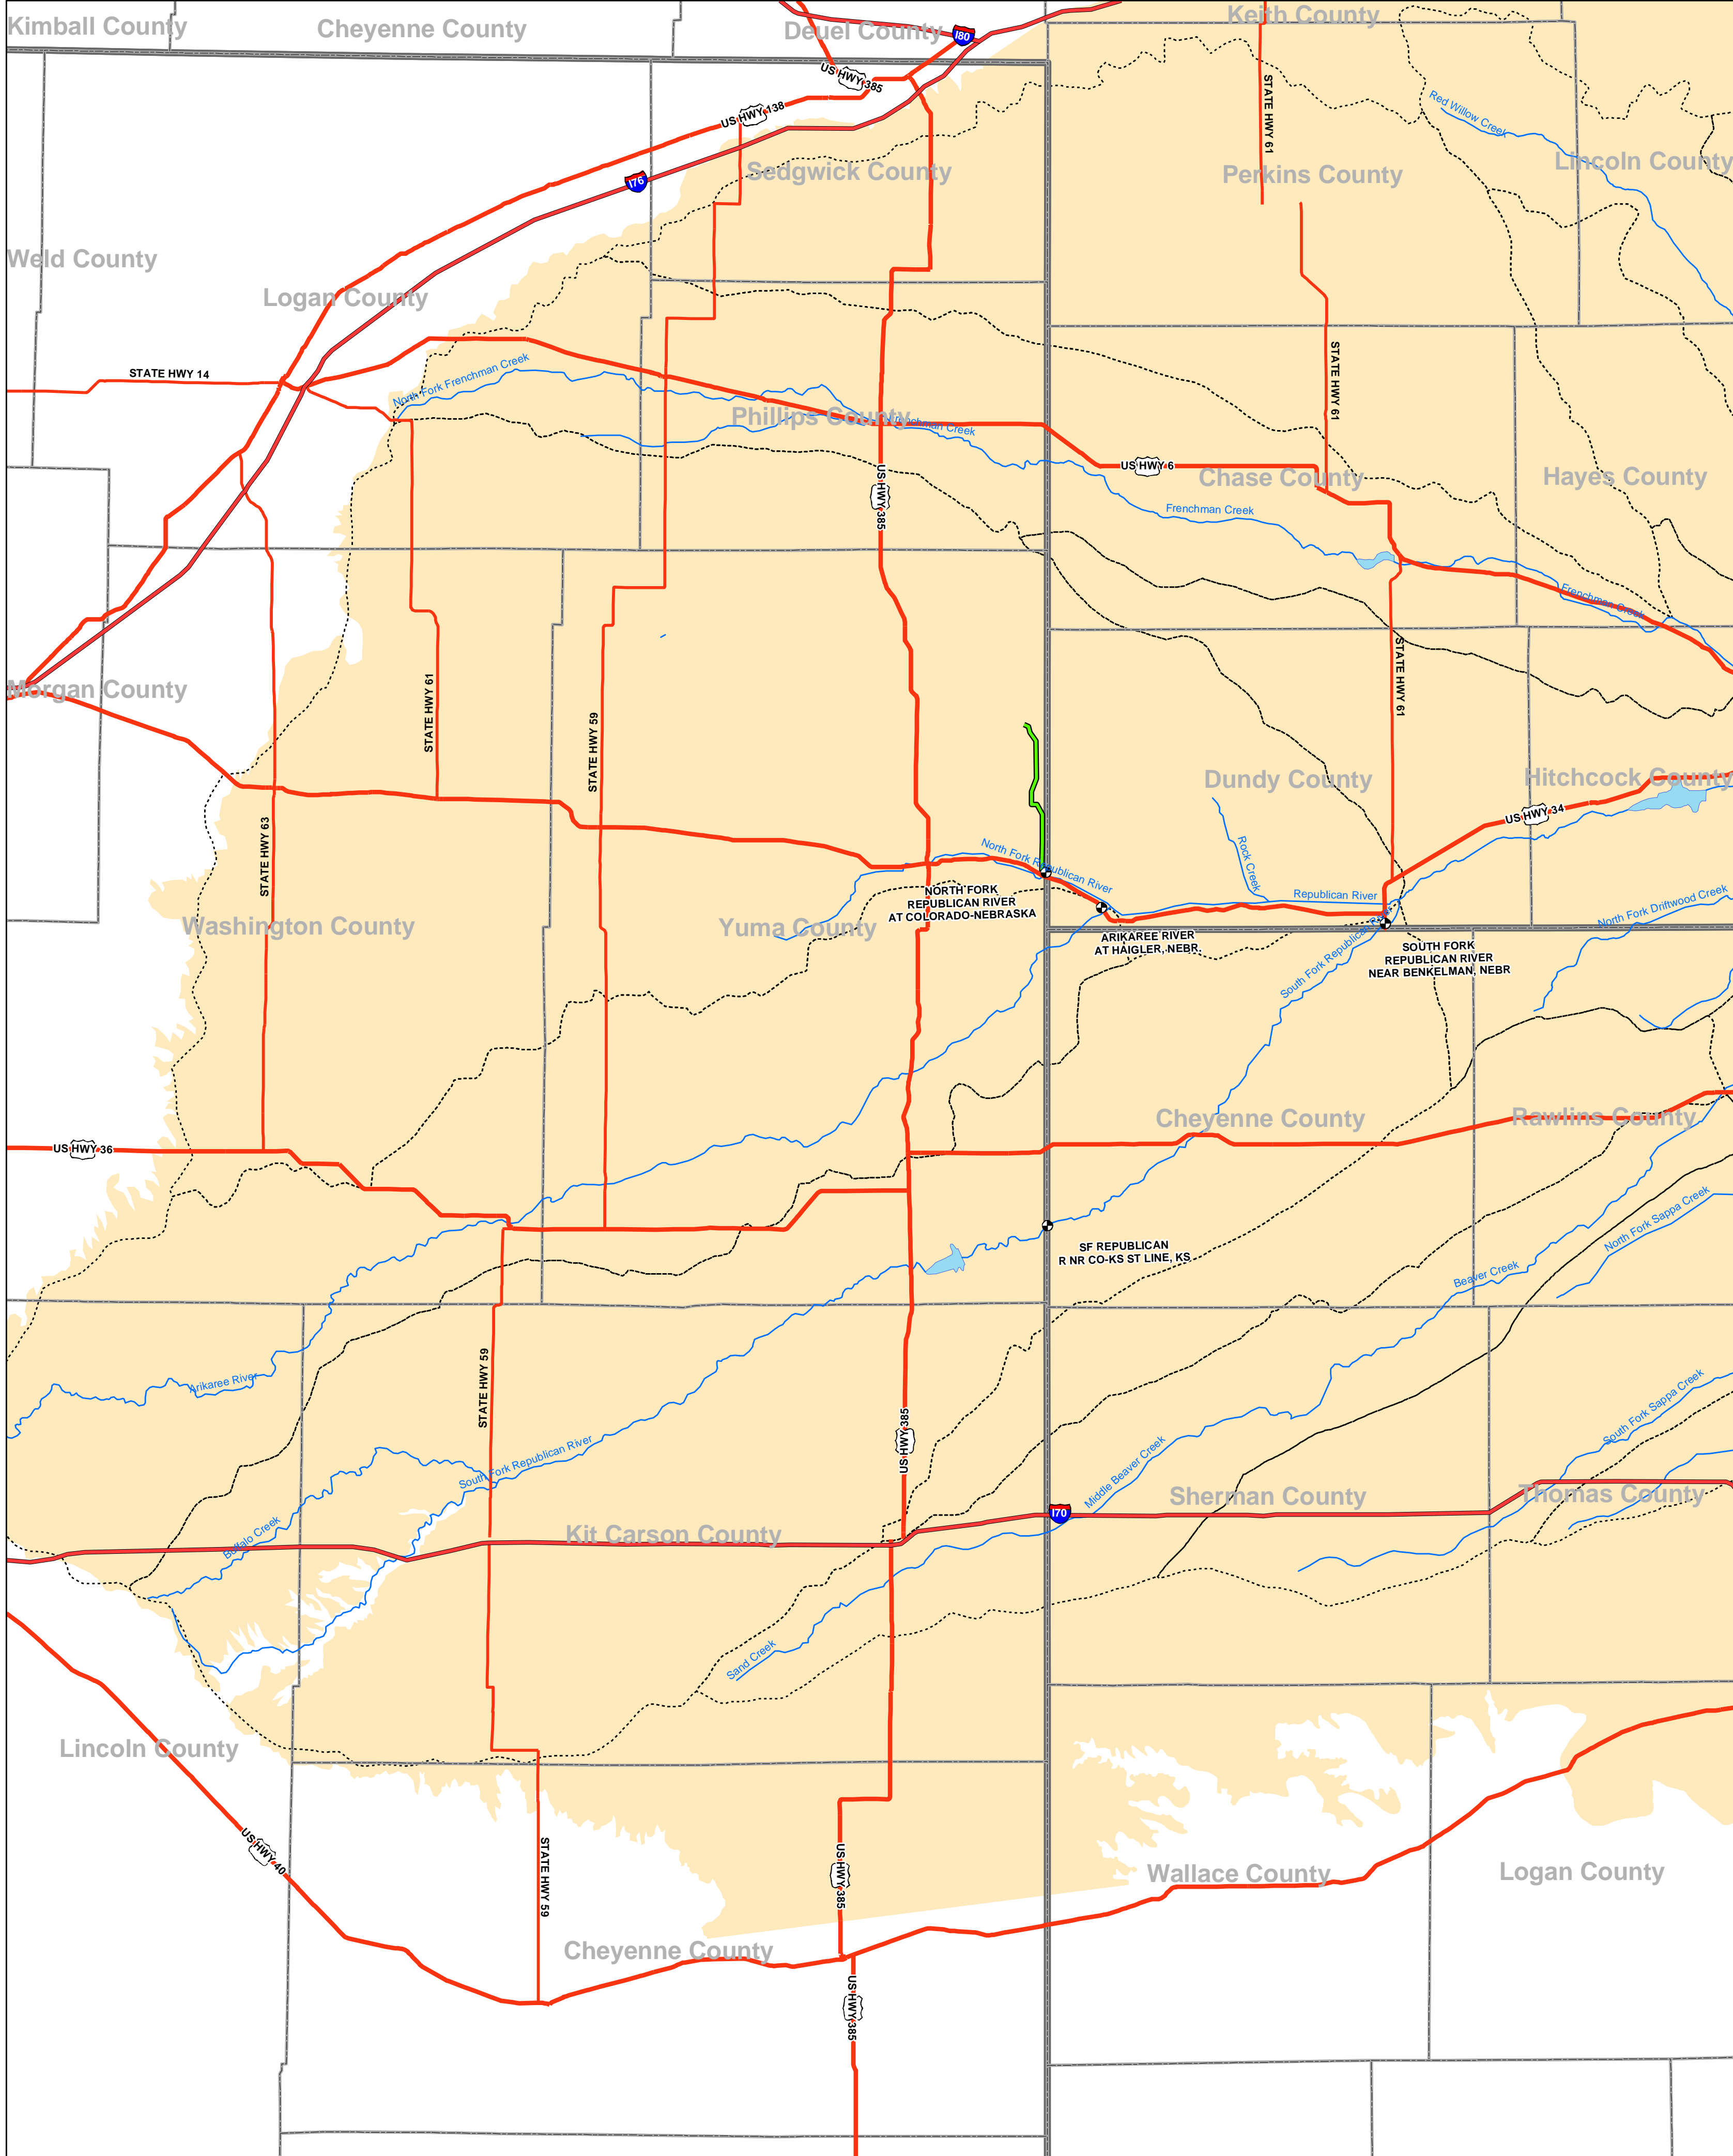 Kimball County
Cheyenne County
Deuel County
I80
Keith County
US HWY 385
US HWY 138
STATE HWY 61
Red Willow Creek
Lincoln County
I76
Sedgwick County
Perkins County
Weld County
Logan County
STATE HWY 14
North Fork Frenchman Creek
STATE HWY 61
Phillips County
Frenchman Creek
US HWY 6
Chase County
Hayes County
US HWY 385
Frenchman Creek
Frenchman Creek
Morgan County
STATE HWY 61
STATE HWY 59
STATE HWY 61
Dundy County
Hitchcock County
US HWY 34
STATE HWY 63
North Fork Republican River
Rock Creek
Republican River
NORTH FORK
REPUBLICAN RIVER
AT COLORADO-NEBRASKA
North Fork Driftwood Creek
Washington County
Yuma County
ARIKAREE RIVER
AT HAIGLER, NEBR.
South Fork Republican River
SOUTH FORK
REPUBLICAN RIVER
NEAR BENKELMAN, NEBR
Cheyenne County
Rawlins County
US HWY 36
North Fork Sappa Creek
SF REPUBLICAN
R NR CO-KS ST LINE, KS
Beaver Creek
Arikaree River
STATE HWY 59
US HWY 385
South Fork Republican River
South Fork Sappa Creek
Middle Beaver Creek
Sherman County
Thomas County
I70
Buffalo Creek
Kit Carson County
Sand Creek
Lincoln County
US HWY 40
STATE HWY 59
US HWY 385
Wallace County
Logan County
Cheyenne County
US HWY 385